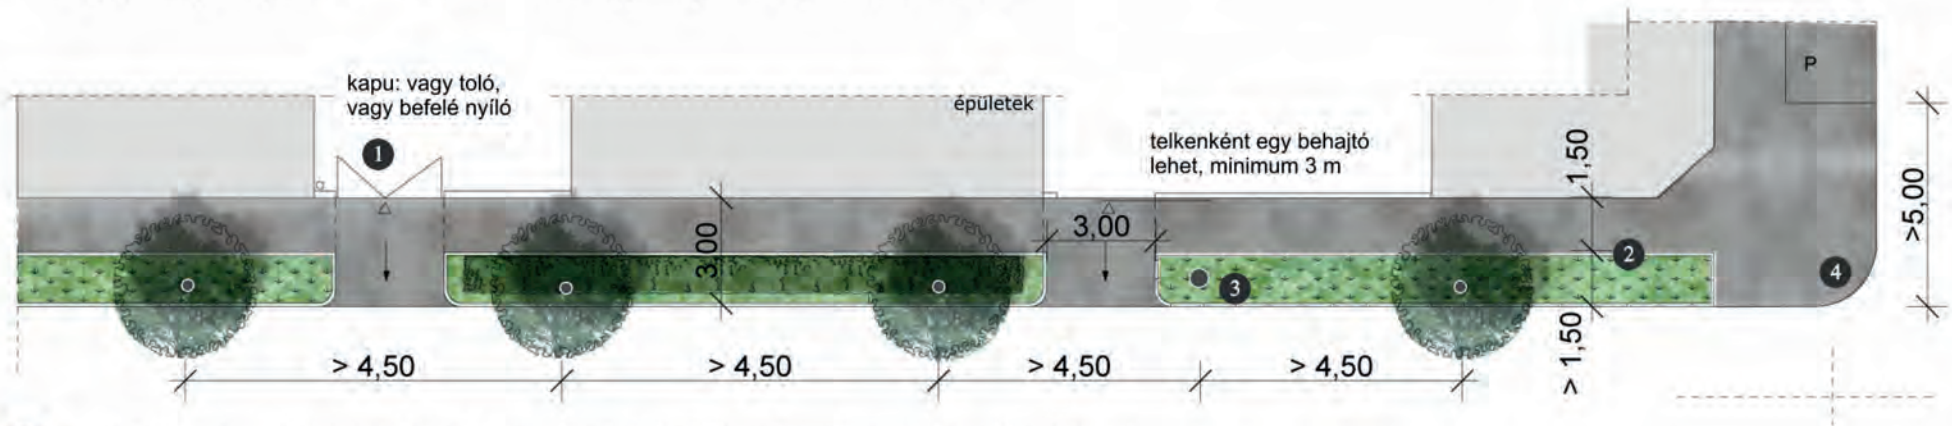 kapu: vagy toló,
vagy befelé nyíló
1
épületek
telkenként egy behajtó
lehet, minimum 3 m
P
1,50
>5,00
3,00
3,00
2
3
4
> 1,50
> 4,50
> 4,50
> 4,50
> 4,50